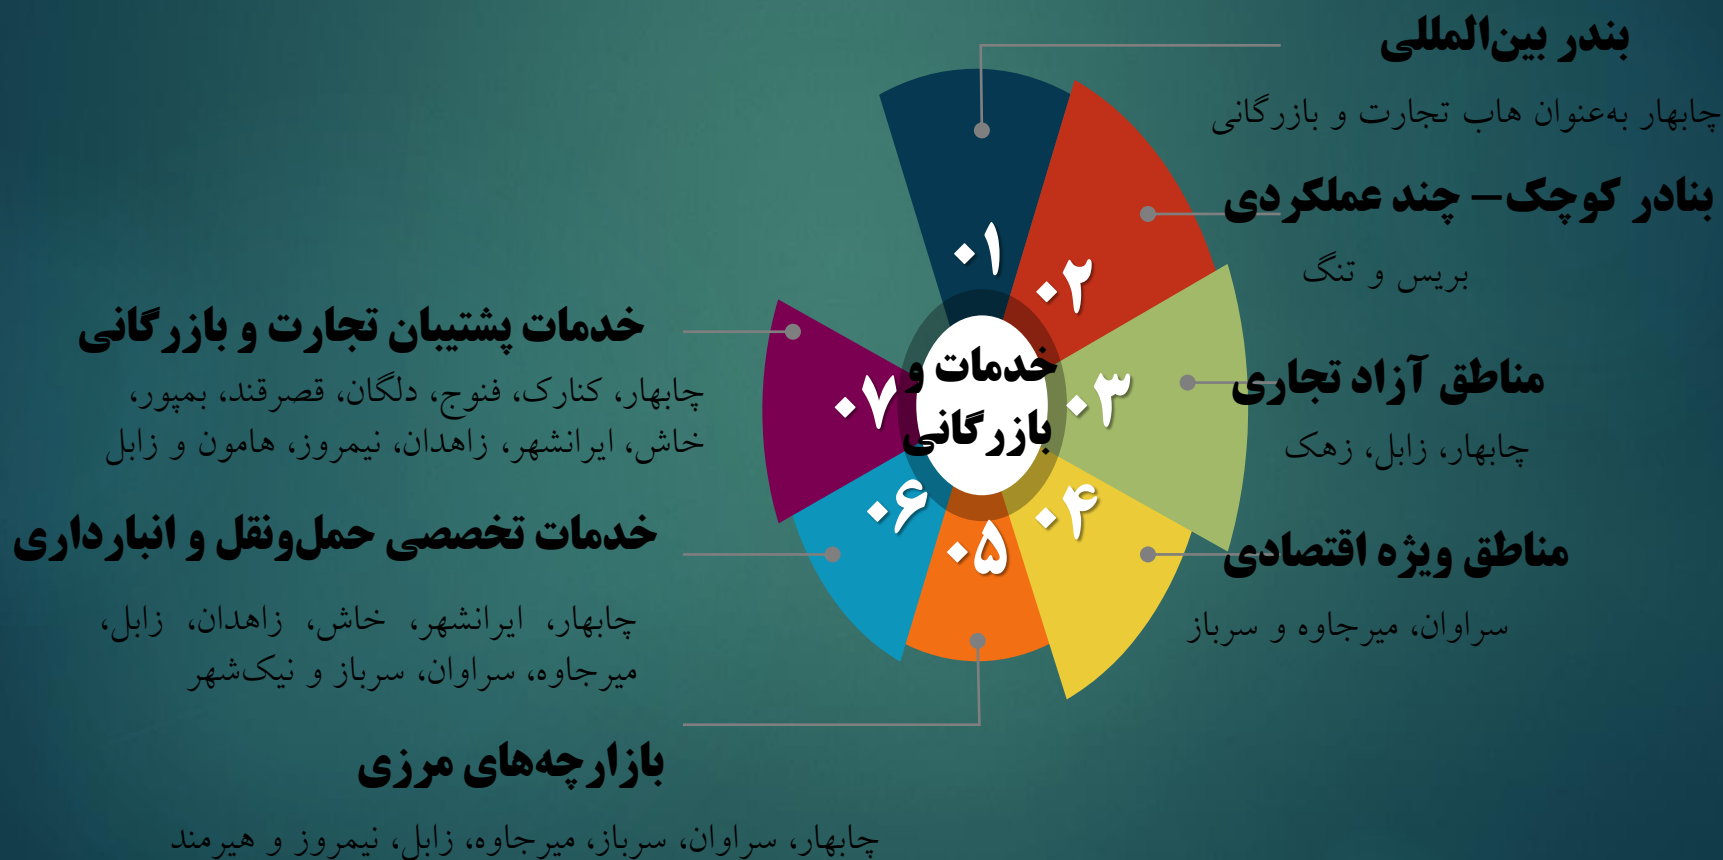 بندر بین‌المللی
چابهار به‌عنوان هاب تجارت و بازرگانی
بنادر کوچک- چند عملکردی
بریس و تنگ
مناطق آزاد تجاری
چابهار، زابل، زهک
مناطق ویژه اقتصادی
سراوان، میرجاوه و سرباز
بازارچه‌های مرزی
چابهار، سراوان، سرباز، میرجاوه، زابل، نیمروز و هیرمند
خدمات تخصصی حمل‌ونقل و انبارداری
چابهار، ایرانشهر، خاش، زاهدان، زابل،
میرجاوه، سراوان، سرباز و نیک‌شهر
خدمات پشتیبان تجارت و بازرگانی
چابهار، کنارک، فنوج، دلگان، قصرقند، بمپور،
خاش، ایرانشهر، زاهدان، نیمروز، هامون و زابل
خدمات و
بازرگانی
۰۱
۰۲
۰۳
۰۴
۰۵
۰۶
۰۷